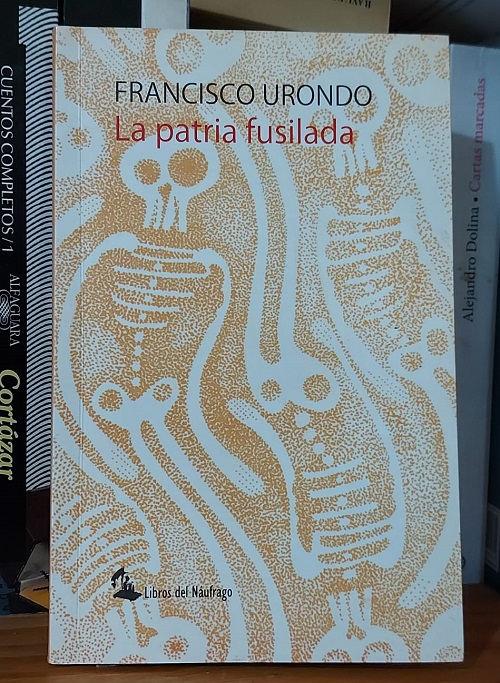 FRANCISCO URONDO
La patria fusilada
Libros del Náufrago
CUENTOS COMPLETOS / 1
ALFAGUARA
Cortázar
Alejandro Dolina • Cartas marcadas